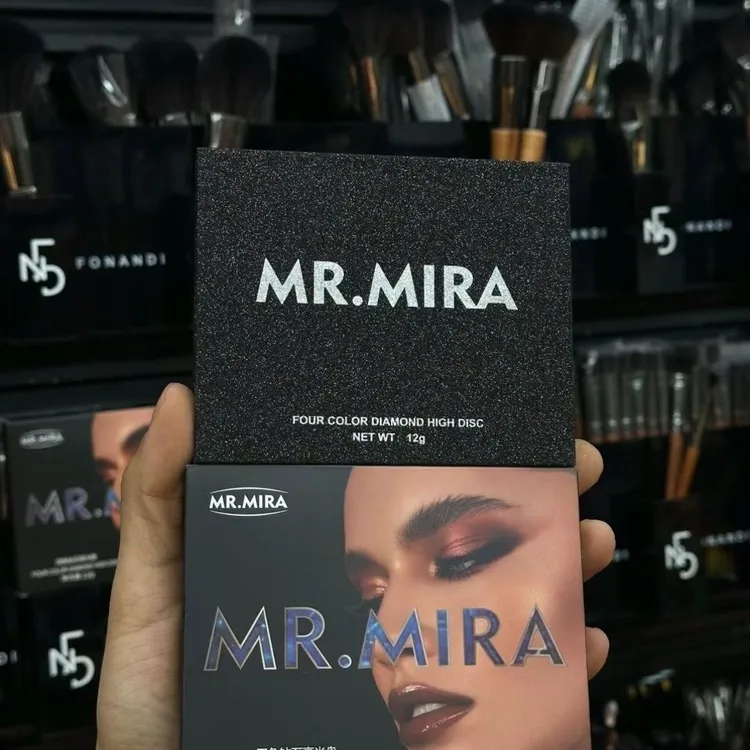 MR.MIRA
FOUR COLOR DIAMOND HIGH DISC
NET WT 12g
MR.MIRA
MR.MIRA
FONANDI
MR.MIRA